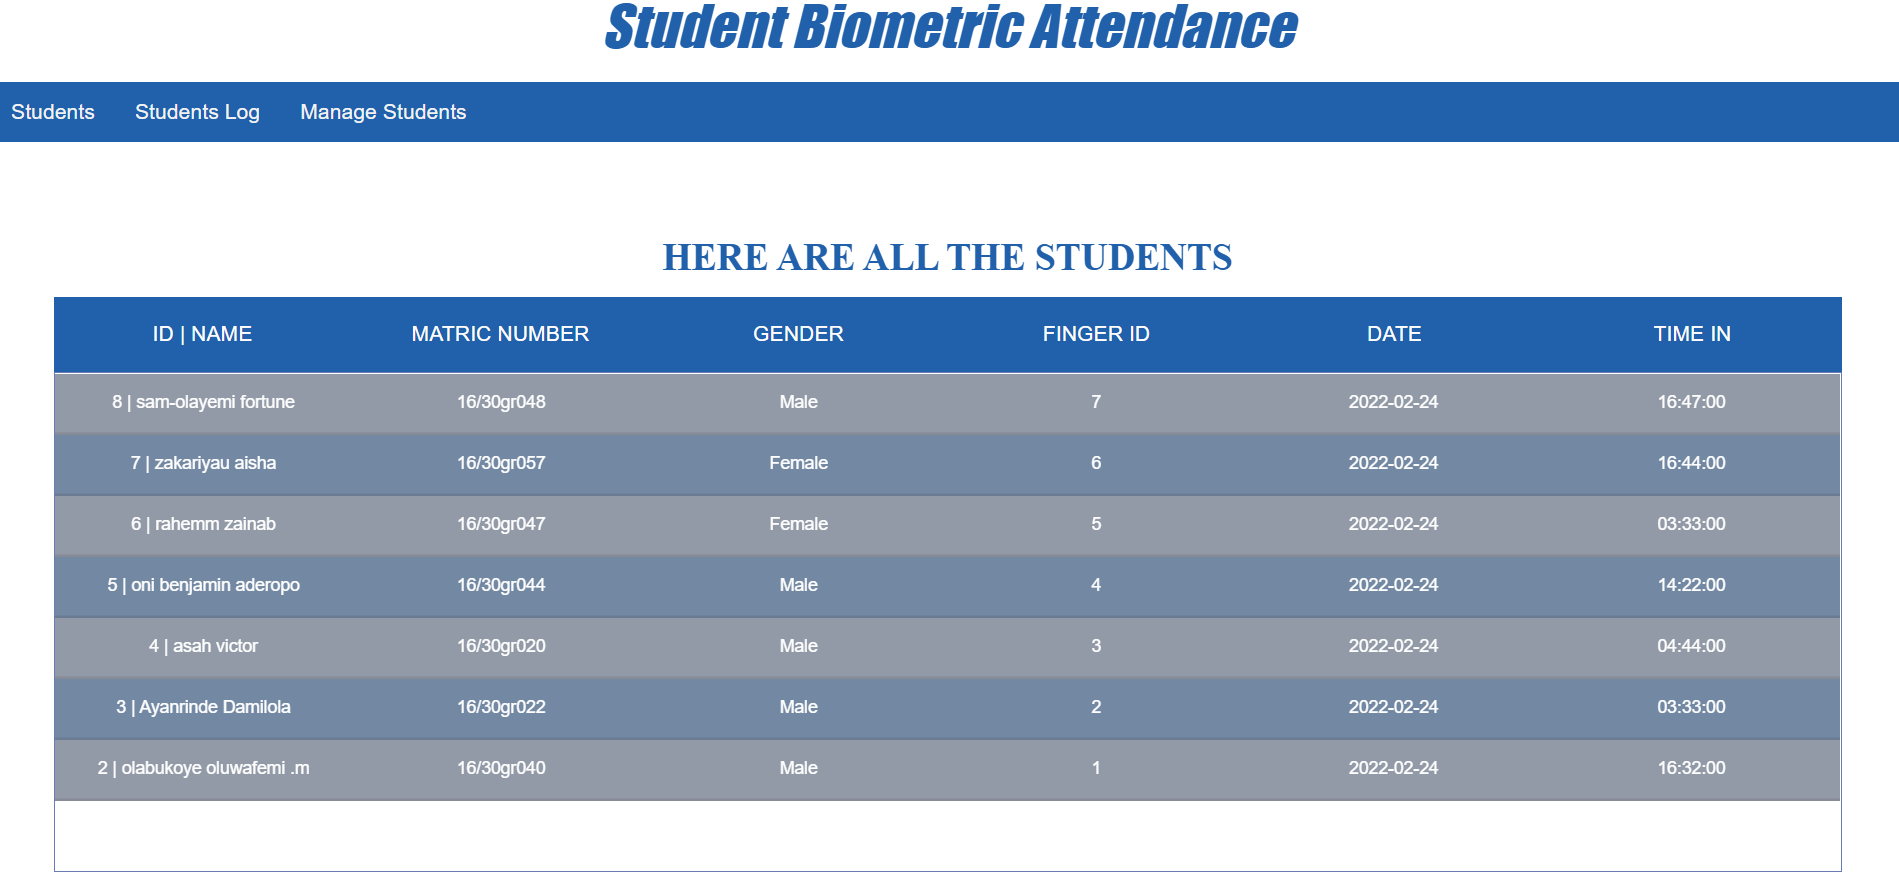 Student Biometric Attendance
Students Students Log Manage Students
HERE ARE ALL THE STUDENTS
ID | NAME MATRIC NUMBER GENDER FINGER ID DATE TIME IN
8 | sam-olayemi fortune 16/30gr048 Male 7 2022-02-24 16:47:00
7 | zakariyau aisha 16/30gr057 Female 6 2022-02-24 16:44:00
6 | rahemm zainab 16/30gr047 Female 5 2022-02-24 03:33:00
5 | oni benjamin aderopo 16/30gr044 Male 4 2022-02-24 14:22:00
4 | asah victor 16/30gr020 Male 3 2022-02-24 04:44:00
3 | Ayanrinde Damilola 16/30gr022 Male 2 2022-02-24 03:33:00
2 | olabukoye oluwafemi .m 16/30gr040 Male 1 2022-02-24 16:32:00